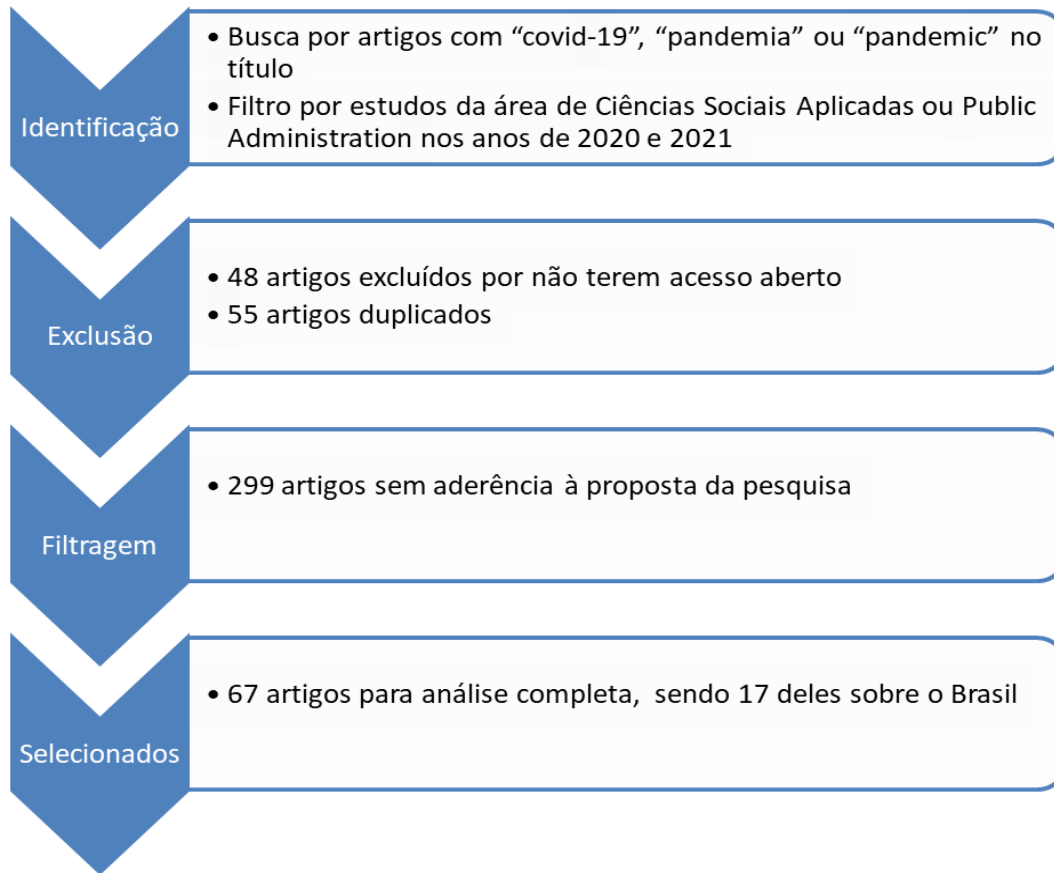 Identificação
• Busca por artigos com “covid-19”, “pandemia” ou “pandemic” no
título
• Filtro por estudos da área de Ciências Sociais Aplicadas ou Public
Administration nos anos de 2020 e 2021
Exclusão
• 48 artigos excluídos por não terem acesso aberto
• 55 artigos duplicados
Filtragem
• 299 artigos sem aderência à proposta da pesquisa
Selecionados
• 67 artigos para análise completa, sendo 17 deles sobre o Brasil